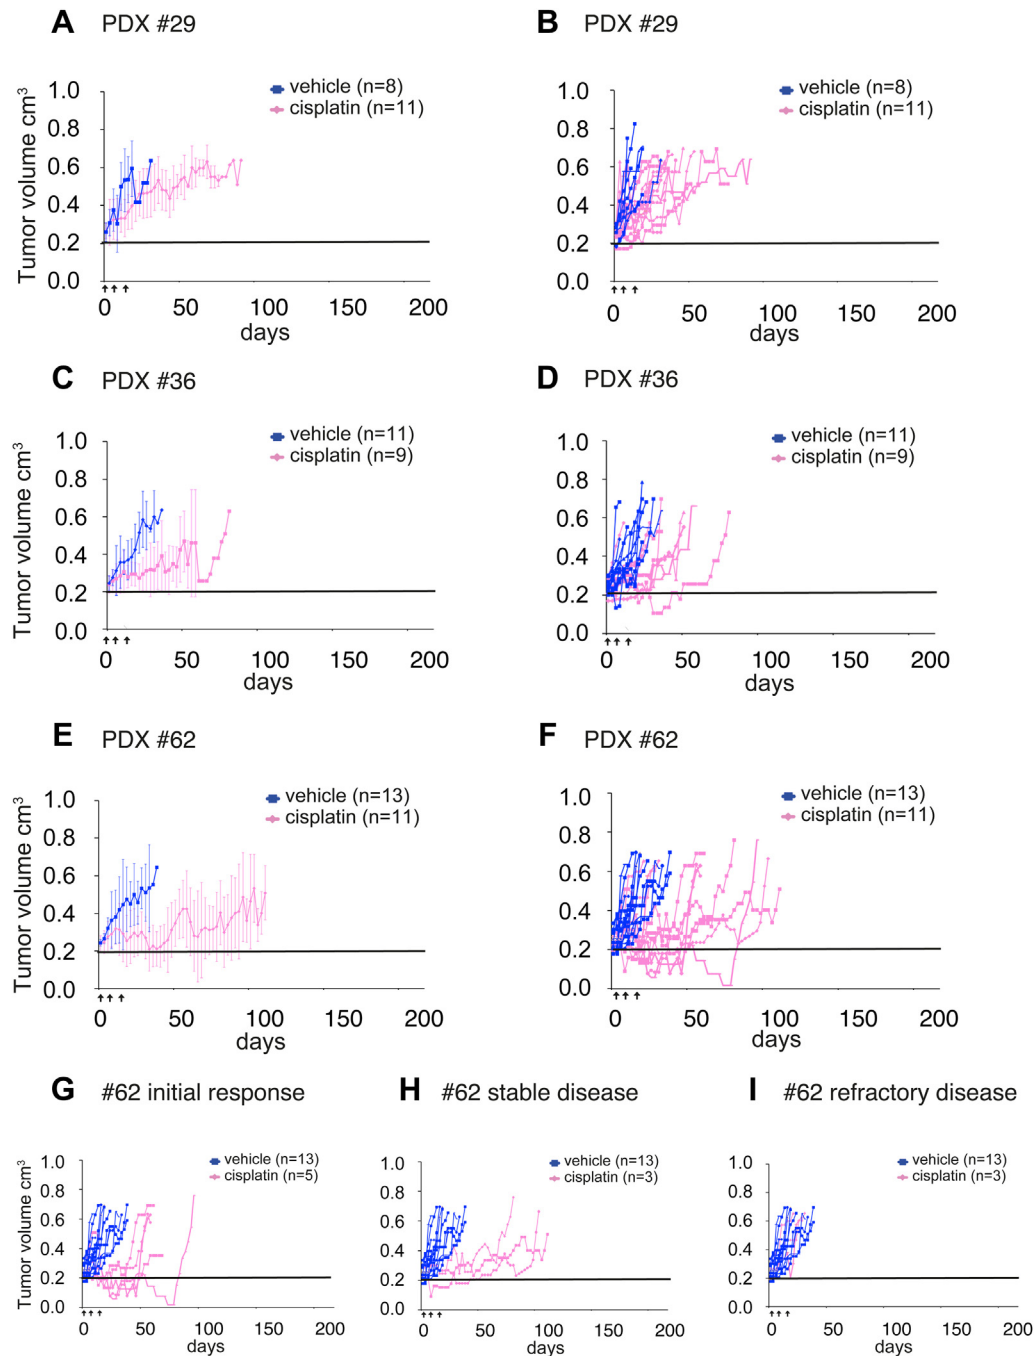 A PDX #29
Tumor volume cm³
1.0
0.8
0.6
0.4
0.2
0.0
vehicle (n=8)
cisplatin (n=11)
0 50 100 150 200
days
B PDX #29
1.0
0.8
0.6
0.4
0.2
0.0
vehicle (n=8)
cisplatin (n=11)
0 50 100 150 200
days
C PDX #36
Tumor volume cm³
1.0
0.8
0.6
0.4
0.2
0.0
vehicle (n=11)
cisplatin (n=9)
0 50 100 150 200
days
D PDX #36
1.0
0.8
0.6
0.4
0.2
0.0
vehicle (n=11)
cisplatin (n=9)
0 50 100 150 200
days
E PDX #62
Tumor volume cm³
1.0
0.8
0.6
0.4
0.2
0.0
vehicle (n=13)
cisplatin (n=11)
0 50 100 150 200
days
F PDX #62
1.0
0.8
0.6
0.4
0.2
0.0
vehicle (n=13)
cisplatin (n=11)
0 50 100 150 200
days
G #62 initial response
Tumor volume cm³
1.0
0.8
0.6
0.4
0.2
0.0
vehicle (n=13)
cisplatin (n=5)
0 50 100 150 200
days
H #62 stable disease
1.0
0.8
0.6
0.4
0.2
0.0
vehicle (n=13)
cisplatin (n=3)
0 50 100 150 200
days
I #62 refractory disease
1.0
0.8
0.6
0.4
0.2
0.0
vehicle (n=13)
cisplatin (n=3)
0 50 100 150 200
days